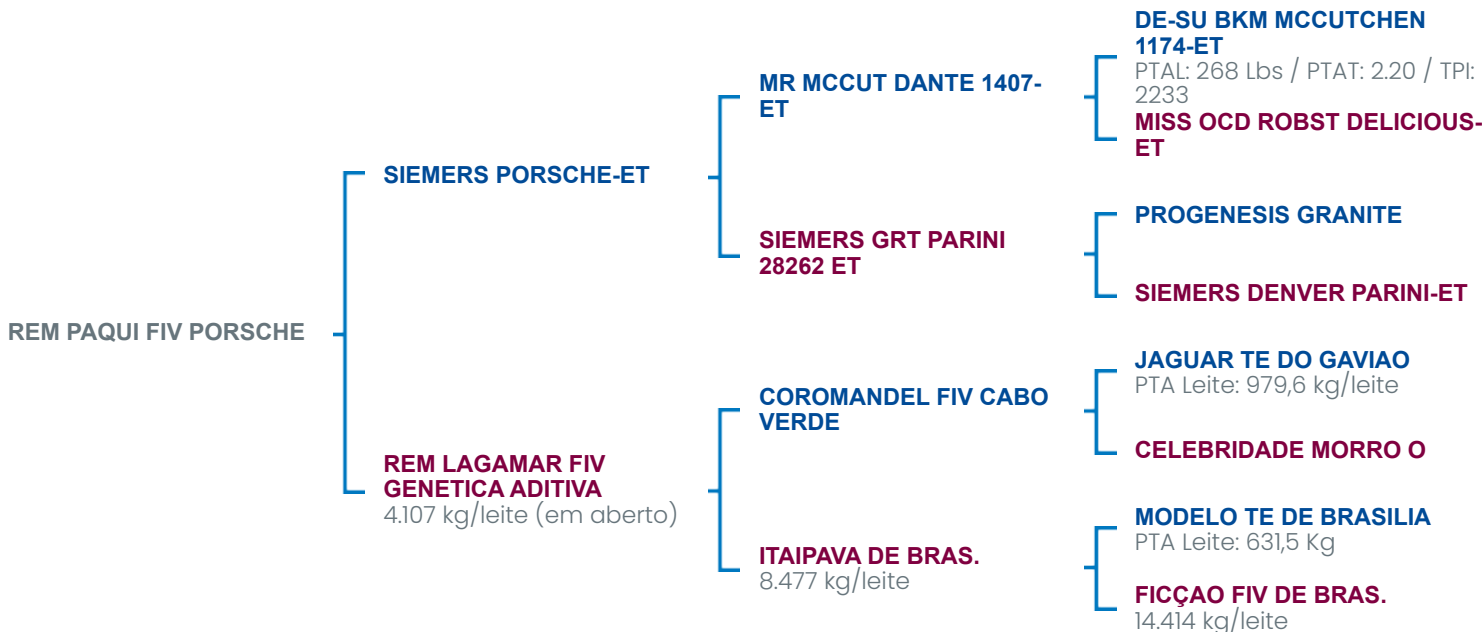 REM PAQUI FIV PORSCHE
SIEMERS PORSCHE-ET
REM LAGAMAR FIV
GENETICA ADITIVA
4.107 kg/leite (em aberto)
MR MCCUT DANTE 1407-
ET
SIEMERS GRT PARINI
28262 ET
COROMANDEL FIV CABO
VERDE
ITAIPAVA DE BRAS.
8.477 kg/leite
DE-SU BKM MCCUTCHEN
1174-ET
PTAL: 268 Lbs / PTAT: 2.20 / TPI:
2233
MISS OCD ROBST DELICIOUS-
ET
PROGENESIS GRANITE
SIEMERS DENVER PARINI-ET
JAGUAR TE DO GAVIAO
PTA Leite: 979,6 kg/leite
CELEBRIDADE MORRO O
MODELO TE DE BRASILIA
PTA Leite: 631,5 Kg
FICÇAO FIV DE BRAS.
14.414 kg/leite